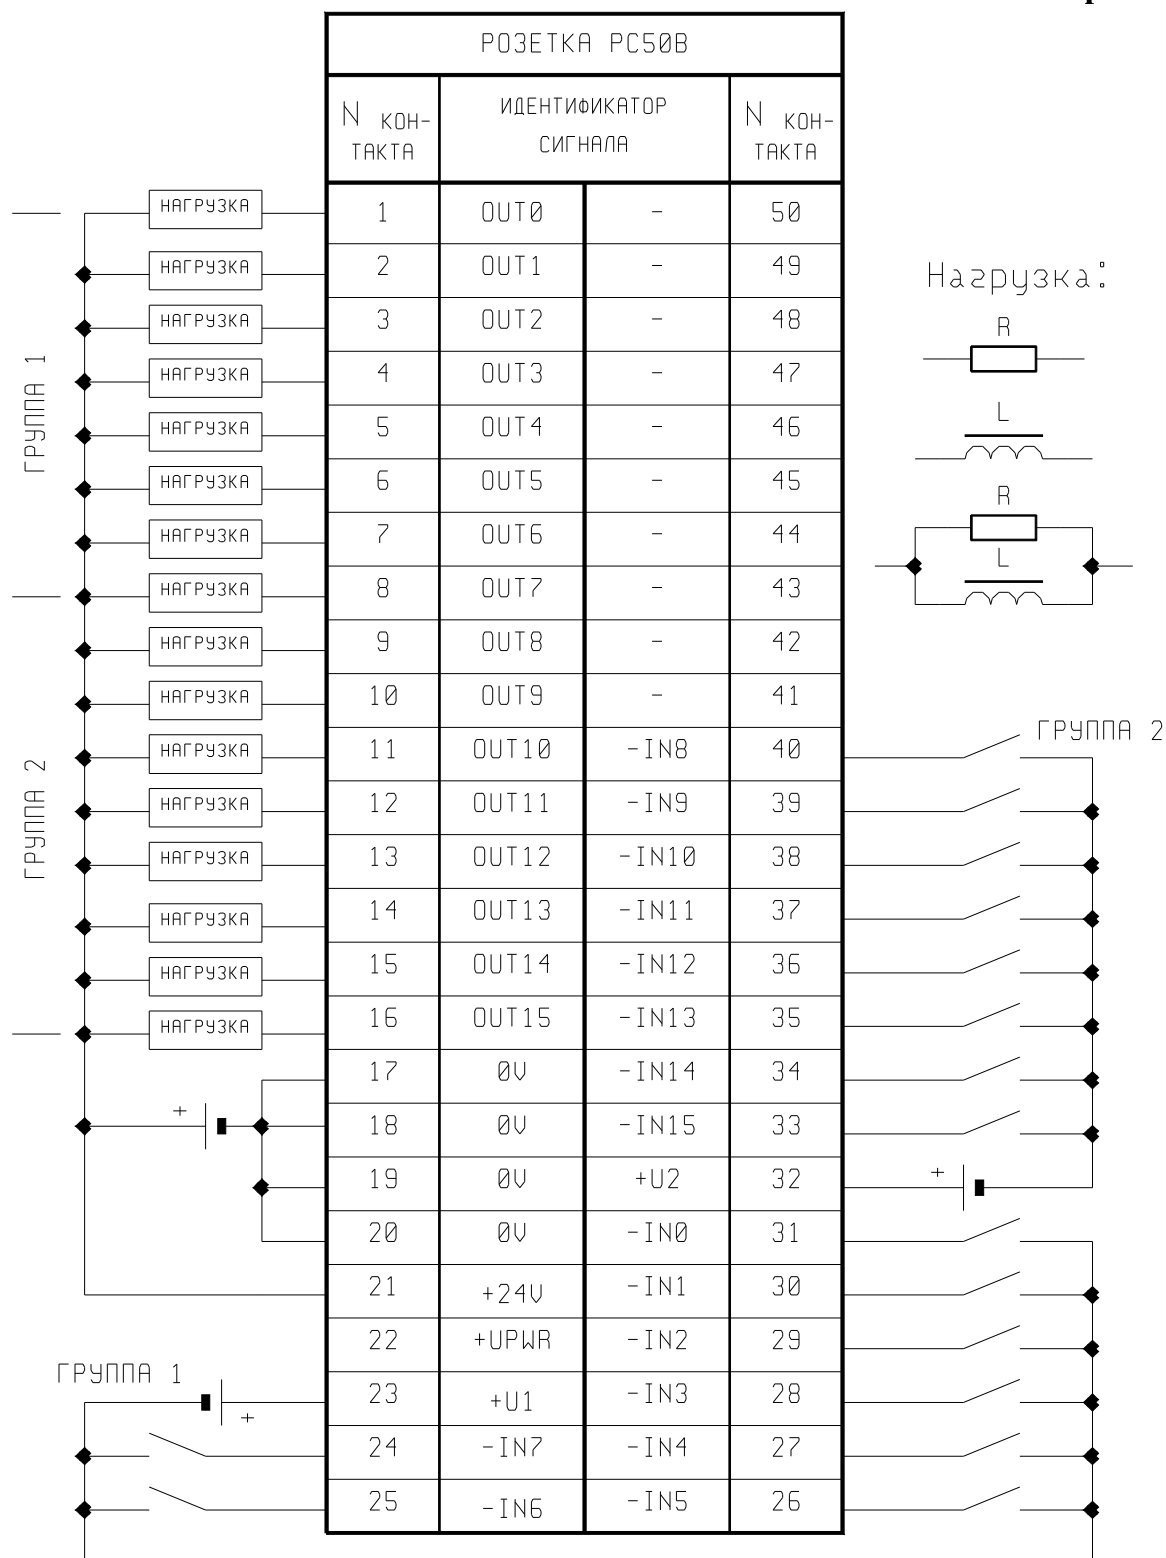 РОЗЕТКА РС50В
N КОН-
ТАКТА
ИДЕНТИФИКАТОР
СИГНАЛА
N КОН-
ТАКТА
НАГРУЗКА 1 OUT0 - 50
НАГРУЗКА 2 OUT1 - 49
Нагрузка:
НАГРУЗКА 3 OUT2 - 48
R
НАГРУЗКА 4 OUT3 - 47
ГРУППА 1
НАГРУЗКА 5 OUT4 - 46
L
НАГРУЗКА 6 OUT5 - 45
R
НАГРУЗКА 7 OUT6 - 44
L
НАГРУЗКА 8 OUT7 - 43
НАГРУЗКА 9 OUT8 - 42
НАГРУЗКА 10 OUT9 - 41
ГРУППА 2
НАГРУЗКА 11 OUT10 -IN8 40
НАГРУЗКА 12 OUT11 -IN9 39
ГРУППА 2
НАГРУЗКА 13 OUT12 -IN10 38
НАГРУЗКА 14 OUT13 -IN11 37
НАГРУЗКА 15 OUT14 -IN12 36
НАГРУЗКА 16 OUT15 -IN13 35
17 0V -IN14 34
+ 18 0V -IN15 33
19 0V +U2 32 +
20 0V -IN0 31
21 +24V -IN1 30
22 +UPWR -IN2 29
ГРУППА 1
+ 23 +U1 -IN3 28
24 -IN7 -IN4 27
25 -IN6 -IN5 26